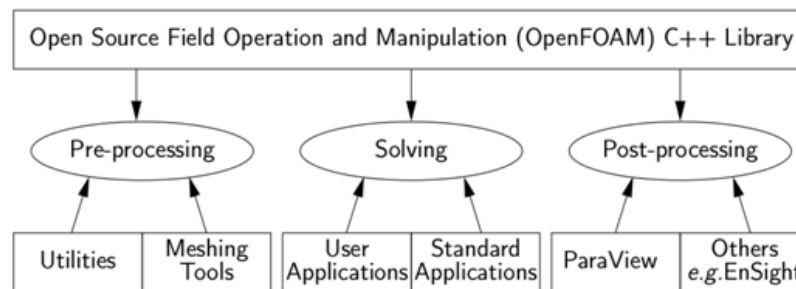 Open Source Field Operation and Manipulation (OpenFOAM) C++ Library
Pre-processing
Solving
Post-processing
Utilities
Meshing
Tools
User
Applications
Standard
Applications
ParaView
Others
e.g.EnSight